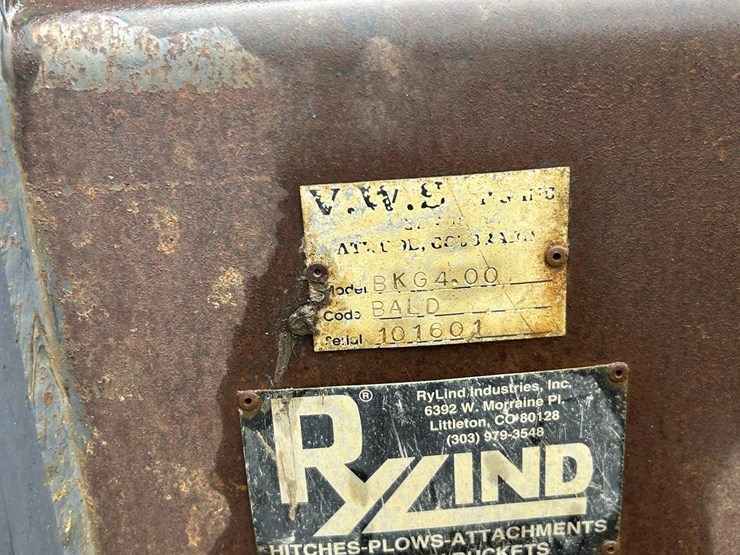 V.W.S
Model BKG4.00
Code BALD
Serial 101601
RYLIND ®
RyLind Industries, Inc.
6392 W. Morraine Pl.
Littleton, CO 80128
(303) 979-3548
HITCHES-PLOWS-ATTACHMENTS
BUCKETS